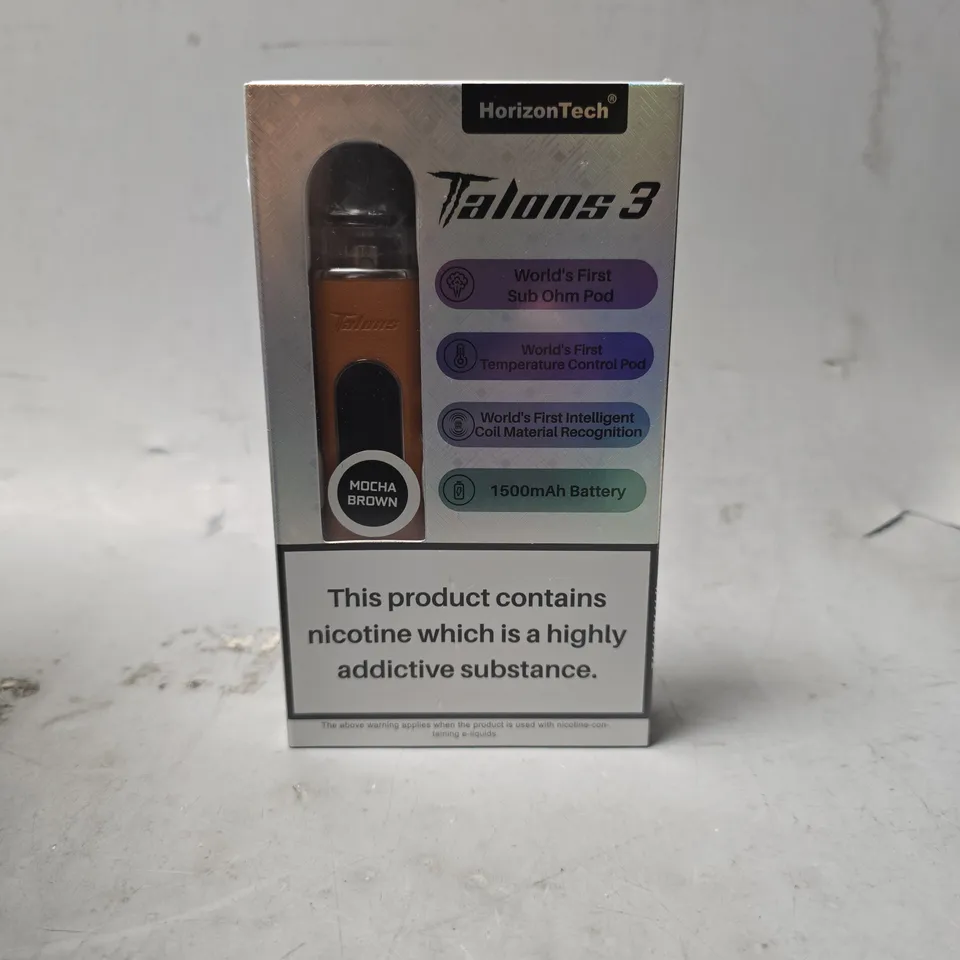 HorizonTech®
Talons 3
World's First
Sub Ohm Pod
World's First
Temperature Control Pod
World's First Intelligent
Coil Material Recognition
1500mAh Battery
Talons
MOCHA
BROWN
This product contains
nicotine which is a highly
addictive substance.
The above warning applies when the product is used with nicotine-con-
taining e-liquids.